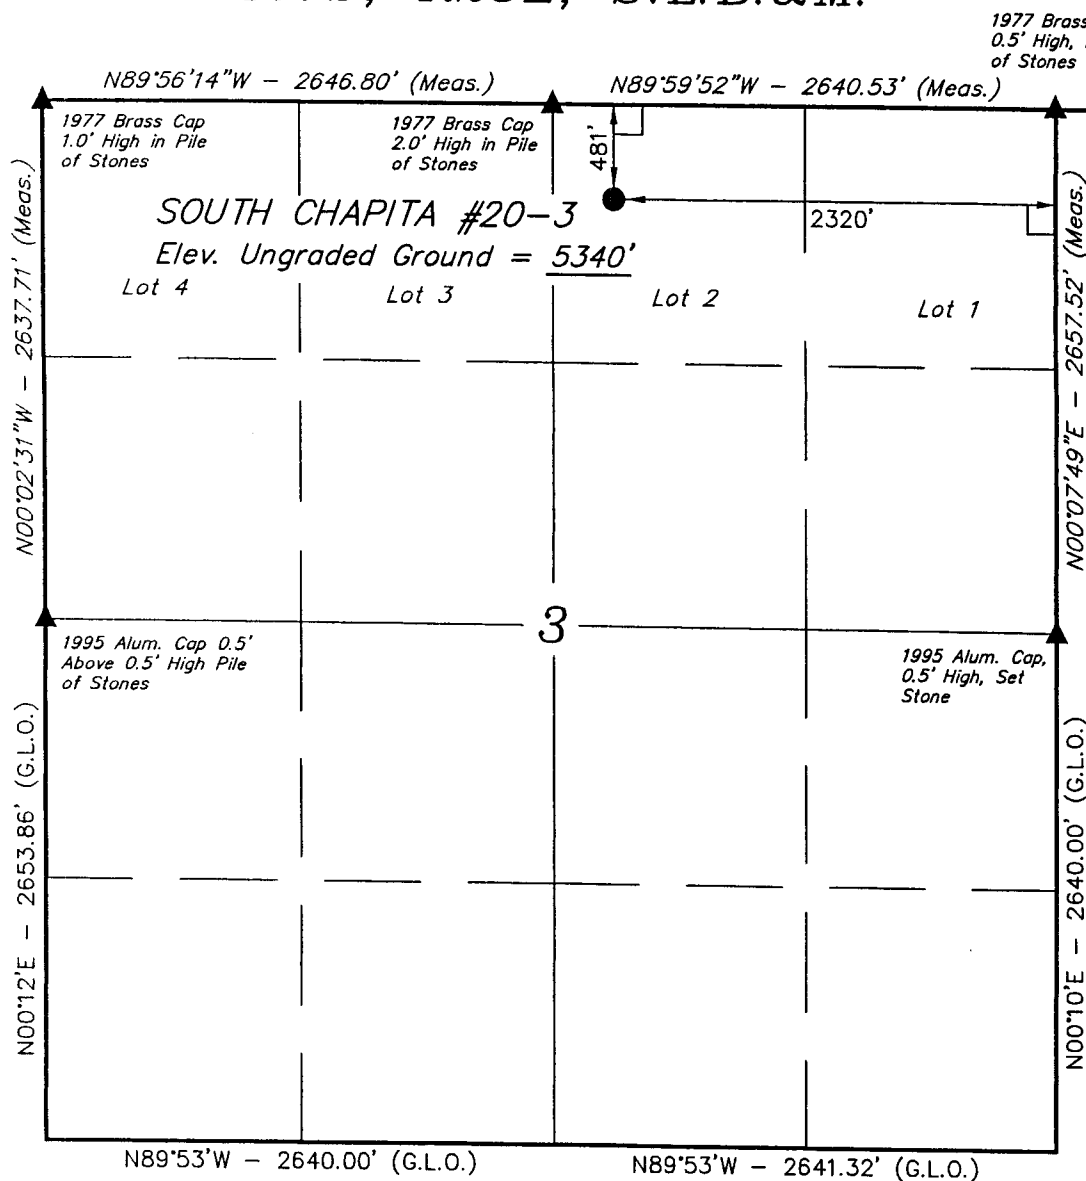 S.L.B.&M.
1977 Brass
0.5' High,
of Stones
N89°56'14"W - 2646.80' (Meas.)
N89°59'52"W - 2640.53' (Meas.)
1977 Brass Cap
1.0' High in Pile
of Stones
1977 Brass Cap
2.0' High in Pile
of Stones
481'
2320'
SOUTH CHAPITA #20-3
Elev. Ungraded Ground = 5340'
Lot 4
Lot 3
Lot 2
Lot 1
N00°02'31"W - 2637.71' (Meas.)
N00°07'49"E - 2657.52' (Meas.)
3
1995 Alum. Cap 0.5'
Above 0.5' High Pile
of Stones
1995 Alum. Cap,
0.5' High, Set
Stone
N00°12'E - 2653.86' (G.L.O.)
N00°10'E - 2640.00' (G.L.O.)
N89°53'W - 2640.00' (G.L.O.)
N89°53'W - 2641.32' (G.L.O.)